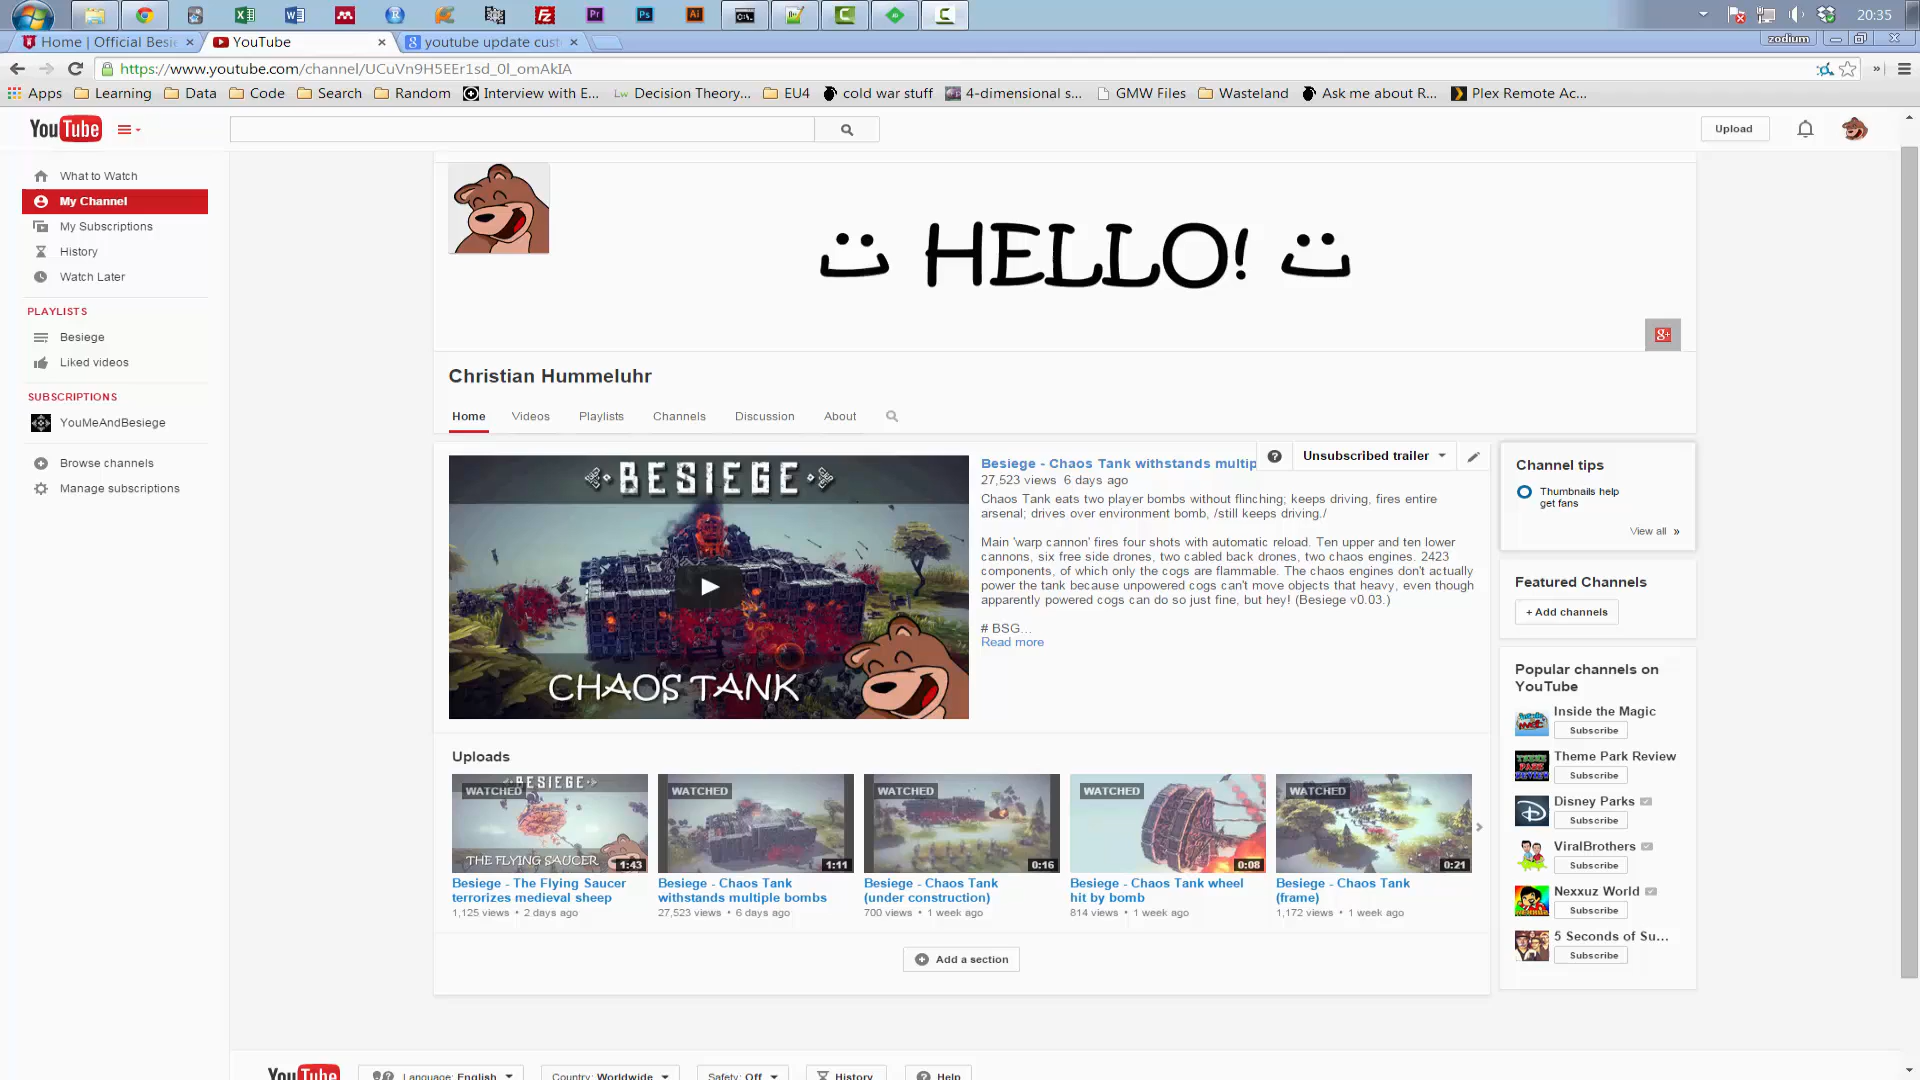 20:35
Home | Official Besie
YouTube
youtube update cust
zodium
https://www.youtube.com/channel/UCuVn9H5EEr1sd_0l_omAkIA
Apps Learning Data Code Search Random Interview with E... Decision Theory,... EU4 cold war stuff 4-dimensional s... GMW Files Wasteland Ask me about R... Plex Remote Ac...
YouTube
Upload
What to Watch
My Channel
My Subscriptions
History
Watch Later
PLAYLISTS
Besiege
Liked videos
SUBSCRIPTIONS
YouMeAndBesiege
Browse channels
Manage subscriptions
HELLO!
Christian Hummeluhr
Home Videos Playlists Channels Discussion About
BESIEGE
CHAOS TANK
Besiege - Chaos Tank withstands multip
Unsubscribed trailer
27,523 views 6 days ago
Chaos Tank eats two player bombs without flinching; keeps driving, fires entire
arsenal; drives over environment bomb, /still keeps driving./
Main 'warp cannon' fires four shots with automatic reload. Ten upper and ten lower
cannons, six free side drones, two cabled back drones, two chaos engines. 2423
components, of which only the cogs are flammable. The chaos engines don't actually
power the tank because unpowered cogs can't move objects that heavy, even though
apparently powered cogs can do so just fine, but hey! (Besiege v0.03.)
# BSG...
Read more
Uploads
BESIEGE
WATCHED
THE FLYING SAUCER
1:43
Besiege - The Flying Saucer
terrorizes medieval sheep
1,125 views • 2 days ago
WATCHED
1:11
Besiege - Chaos Tank
withstands multiple bombs
27,523 views • 6 days ago
WATCHED
0:16
Besiege - Chaos Tank
(under construction)
700 views • 1 week ago
WATCHED
0:08
Besiege - Chaos Tank wheel
hit by bomb
814 views • 1 week ago
WATCHED
0:21
Besiege - Chaos Tank
(frame)
1,172 views • 1 week ago
Add a section
Channel tips
Thumbnails help
get fans
View all »
Featured Channels
+ Add channels
Popular channels on
YouTube
Inside the Magic
Subscribe
Theme Park Review
Subscribe
Disney Parks
Subscribe
ViralBrothers
Subscribe
Nexxuz World
Subscribe
5 Seconds of Su...
Subscribe
YouTube
Language: English
Country: Worldwide
Safety: Off
History
Help